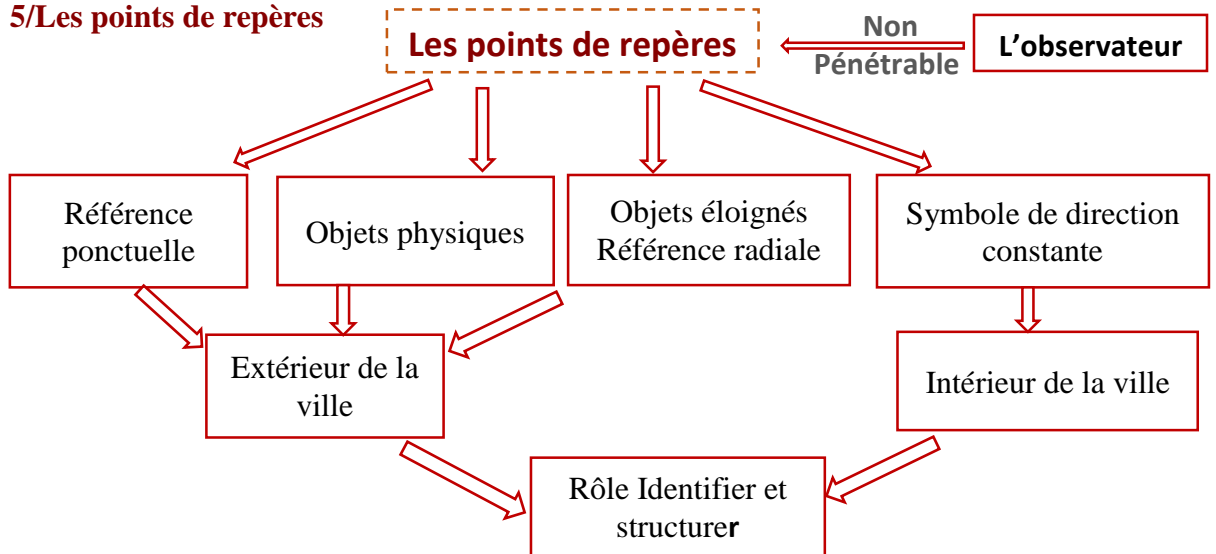 5/Les points de repères
Les points de repères
Non
Pénétrable
L'observateur
Référence
ponctuelle
Objets physiques
Objets éloignés
Référence radiale
Symbole de direction
constante
Extérieur de la
ville
Intérieur de la ville
Rôle Identifier et
structurer